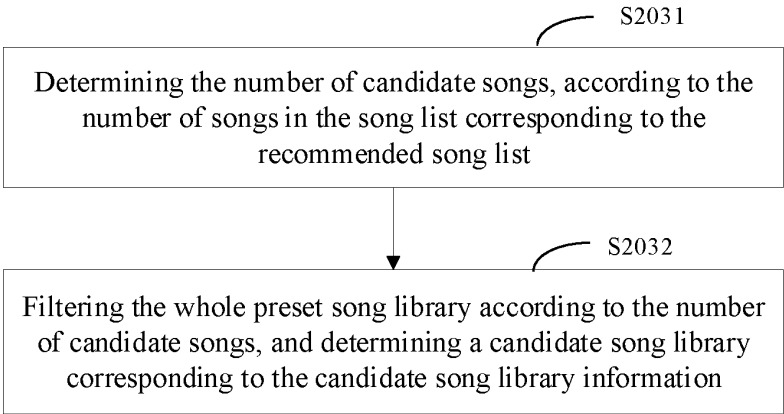 S2031
Determining the number of candidate songs, according to the
number of songs in the song list corresponding to the
recommended song list
S2032
Filtering the whole preset song library according to the number
of candidate songs, and determining a candidate song library
corresponding to the candidate song library information